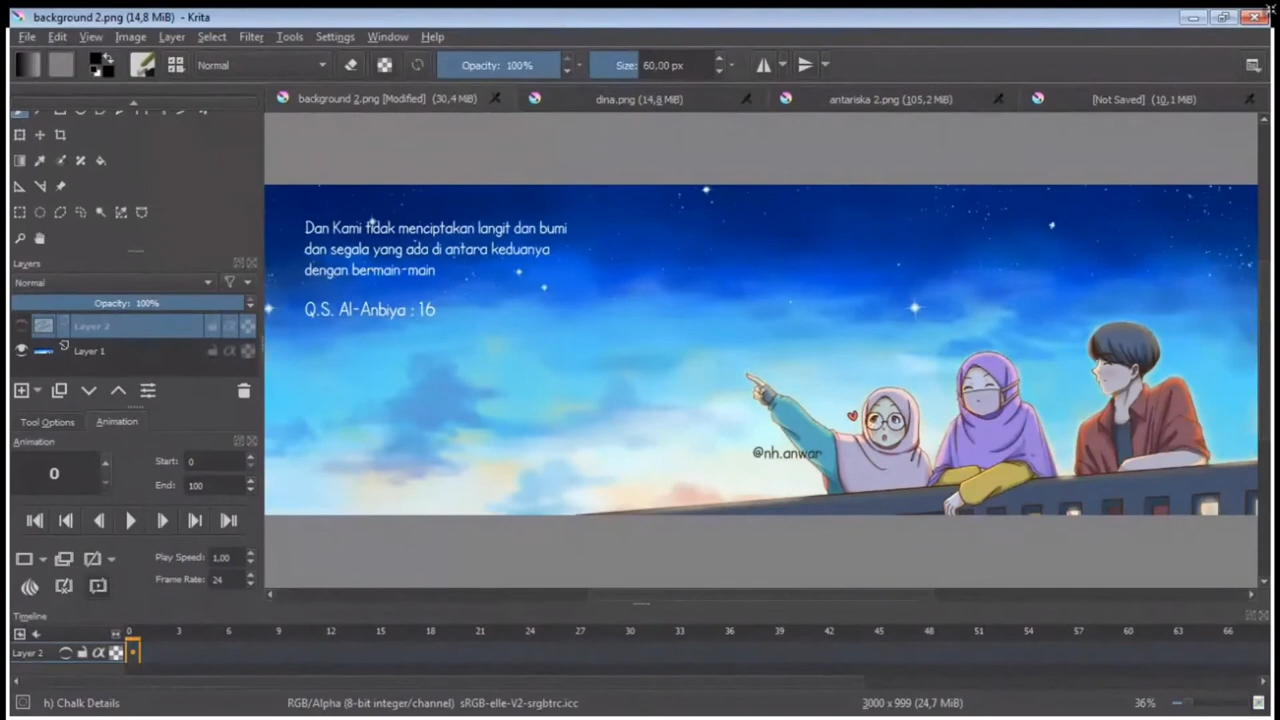 background 2.png (14,8 MiB) - Krita
File Edit View Image Layer Select Filter Tools Settings Window Help
Normal Opacity: 100% Size: 60,00 px
background 2.png [Modified] (30,4 MiB) dina.png (14,8 MiB) antariska 2.png (105,2 MiB) [Not Saved] (10,1 MiB)
Layers
Normal
Opacity: 100%
Layer 2
Layer 1
Tool Options Animation
Animation
0 Start: 0
End: 100
Play Speed: 1,00
Frame Rate: 24
Dan Kami tidak menciptakan langit dan bumi
dan segala yang ada di antara keduanya
dengan bermain-main
Q.S. Al-Anbiya : 16
@nh.anwar
Timeline
0 3 6 9 12 15 18 21 24 27 30 33 36 39 42 45 48 51 54 57 60 63 66
Layer 2
h) Chalk Details RGB/Alpha (8-bit integer/channel) sRGB-elle-V2-srgbtrc.icc 3000 x 999 (24,7 MiB) 36%